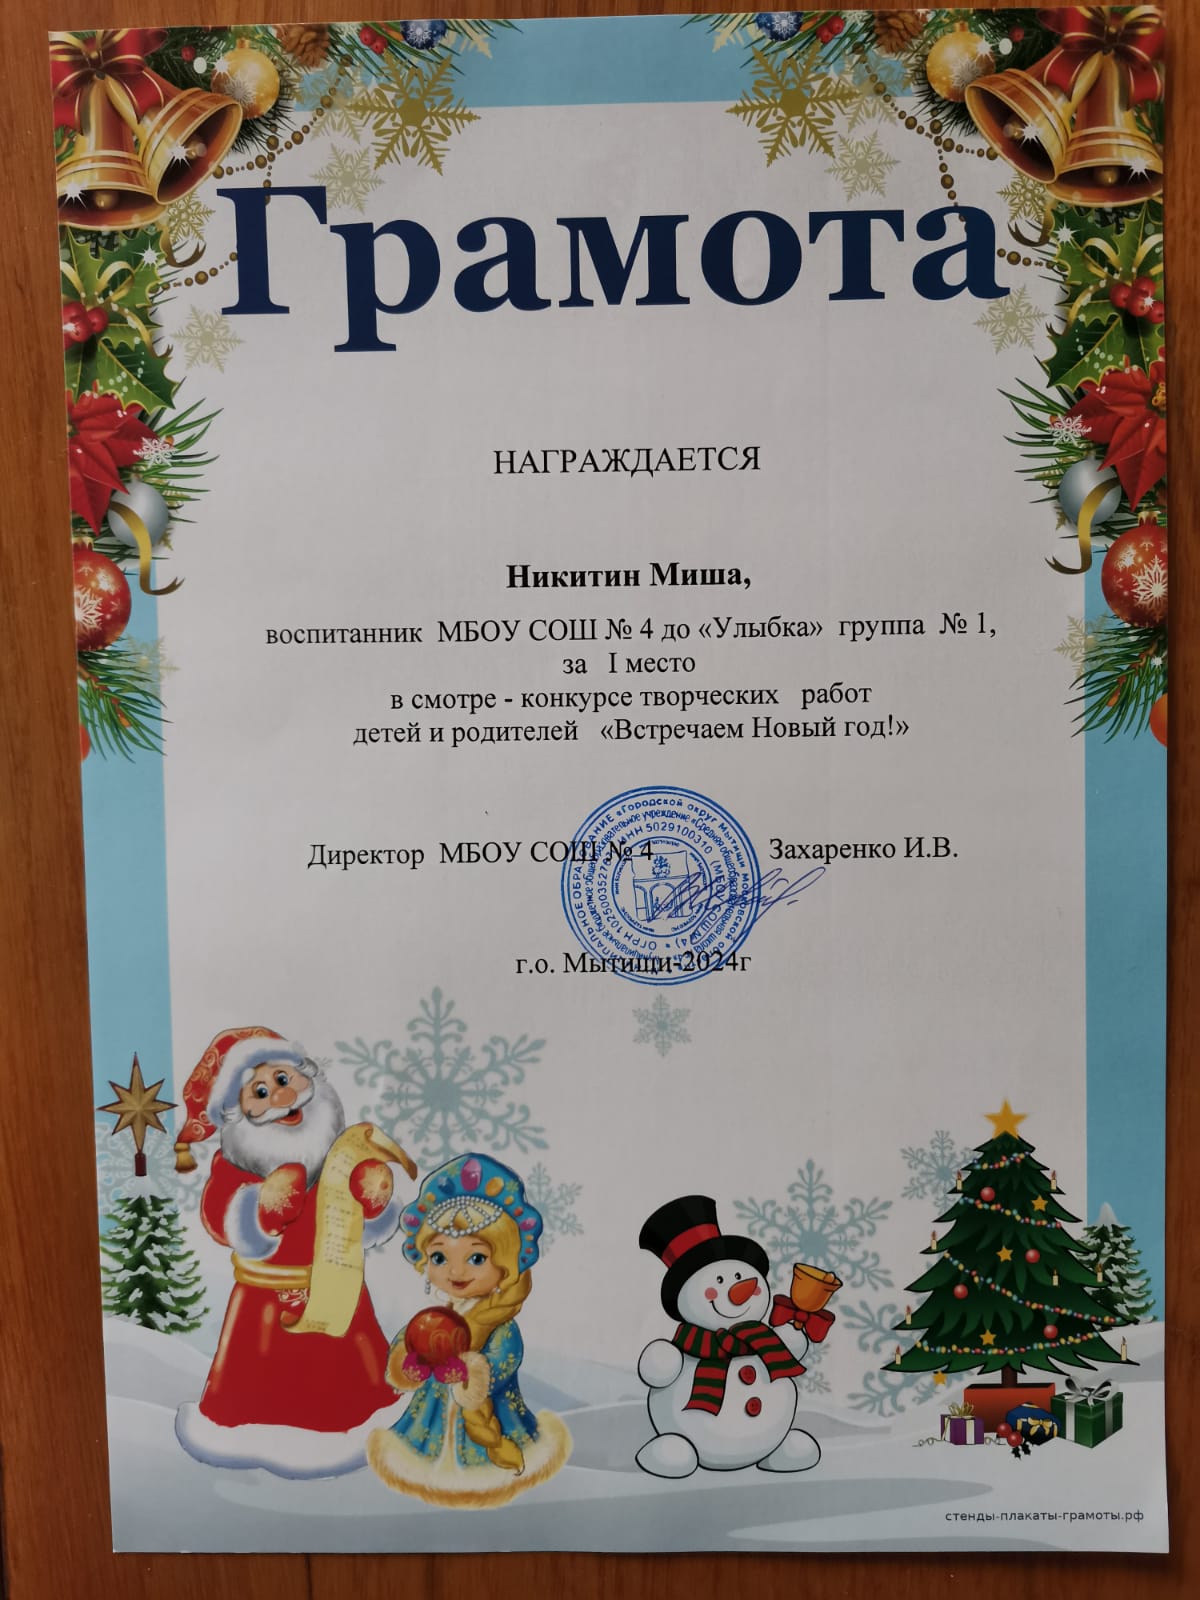 Грамота
НАГРАЖДАЕТСЯ
Никитин Миша,
воспитанник МБОУ СОШ № 4 до «Улыбка» группа № 1,
за I место
в смотре - конкурсе творческих работ
детей и родителей «Встречаем Новый год!»
Директор МБОУ СОШ № 4 Захаренко И.В.
г.о. Мытищи-2024г
стенды-плакаты-грамоты.рф